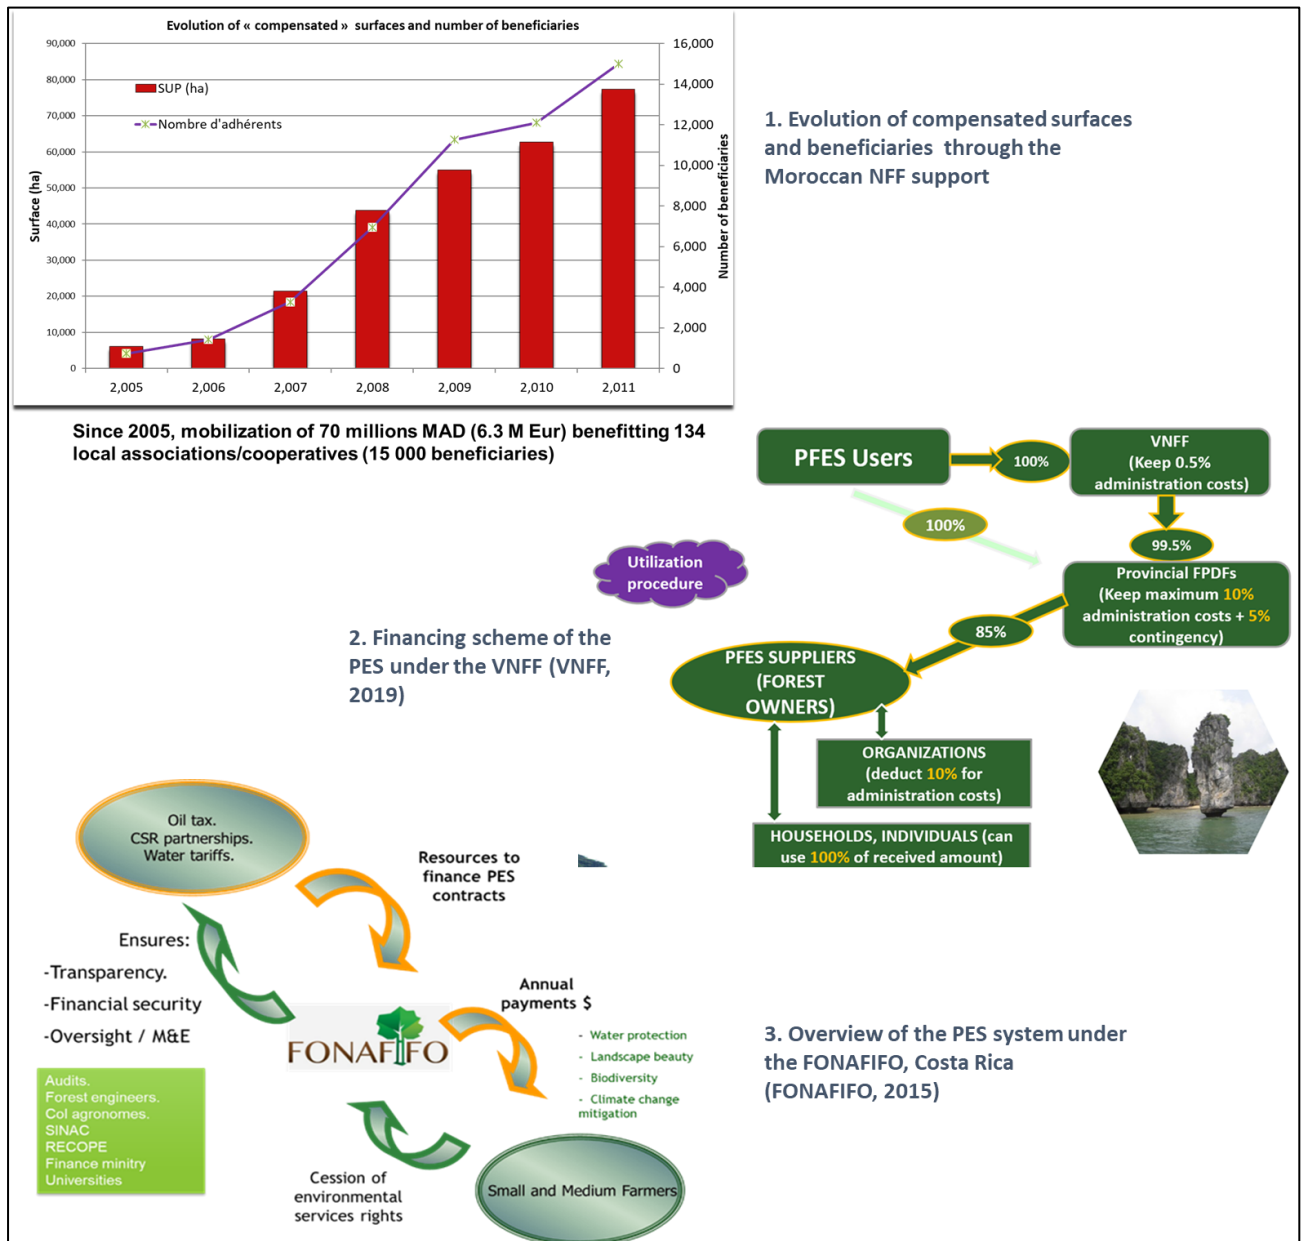 Evolution of « compensated »  surfaces and number of beneficiaries
90,000
80,000
70,000
60,000
50,000
40,000
30,000
20,000
10,000
0
Surface (ha)
SUP (ha)
Nombre d'adhérents
16,000
14,000
12,000
10,000
8,000
6,000
4,000
2,000
0
Number of beneficiaries
2,005 2,006 2,007 2,008 2,009 2,010 2,011
Since 2005, mobilization of 70 millions MAD (6.3 M Eur) benefitting 134
local associations/cooperatives (15 000 beneficiaries)
1. Evolution of compensated surfaces
and beneficiaries through the
Moroccan NFF support
PFES Users
100%
VNFF
(Keep 0.5%
administration costs)
100%
99.5%
Utilization
procedure
Provincial FPDFs
(Keep maximum 10%
administration costs + 5%
contingency)
85%
PFES SUPPLIERS
(FOREST
OWNERS)
ORGANIZATIONS
(deduct 10% for
administration costs)
HOUSEHOLDS, INDIVIDUALS (can
use 100% of received amount)
2. Financing scheme of the
PES under the VNFF (VNFF,
2019)
Oil tax.
CSR partnerships.
Water tariffs.
Resources to
finance PES
contracts
Ensures:
-Transparency.
-Financial security
-Oversight / M&E
FONAFIFO
Annual
payments $
- Water protection
- Landscape beauty
- Biodiversity
- Climate change
mitigation
Audits.
Forest engineers.
Col agronomes.
SINAC
RECOPE
Finance minitry
Universities
Cession of
environmental
services rights
Small and Medium Farmers
3. Overview of the PES system under
the FONAFIFO, Costa Rica
(FONAFIFO, 2015)